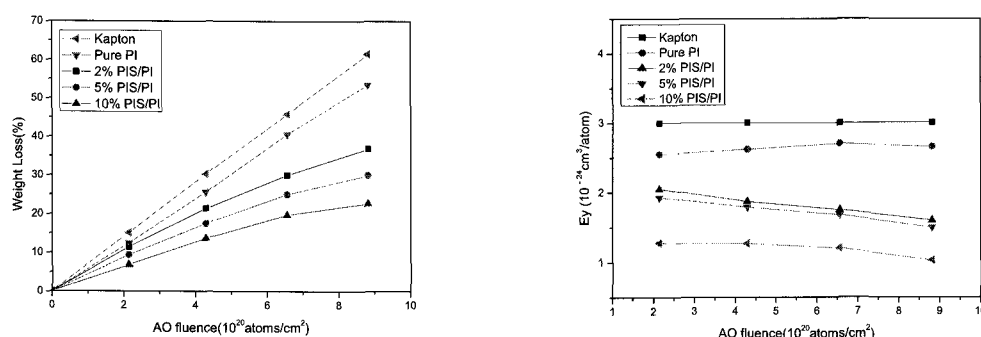 70
60
50
40
30
20
10
0
Weight Loss(%)
Kapton
Pure PI
2% PIS/PI
5% PIS/PI
10% PIS/PI
0 2 4 6 8 10
AO fluence(10²⁰atoms/cm²)
4
3
2
1
Ey (10⁻²⁴cm³/atom)
Kapton
Pure PI
2% PIS/PI
5% PIS/PI
10% PIS/PI
1 2 3 4 5 6 7 8 9 10
AO fluence(10²⁰atoms/cm²)